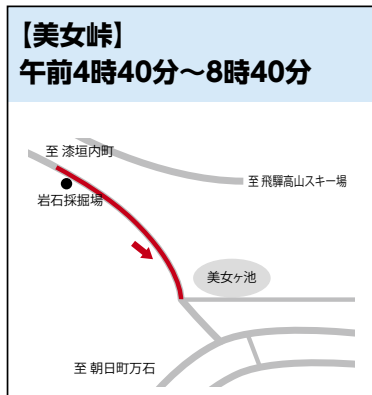 【美女峠】
午前4時40分～8時40分
至 漆垣内町
至 飛騨高山スキー場
岩石採掘場
美女ヶ池
至 朝日町万石